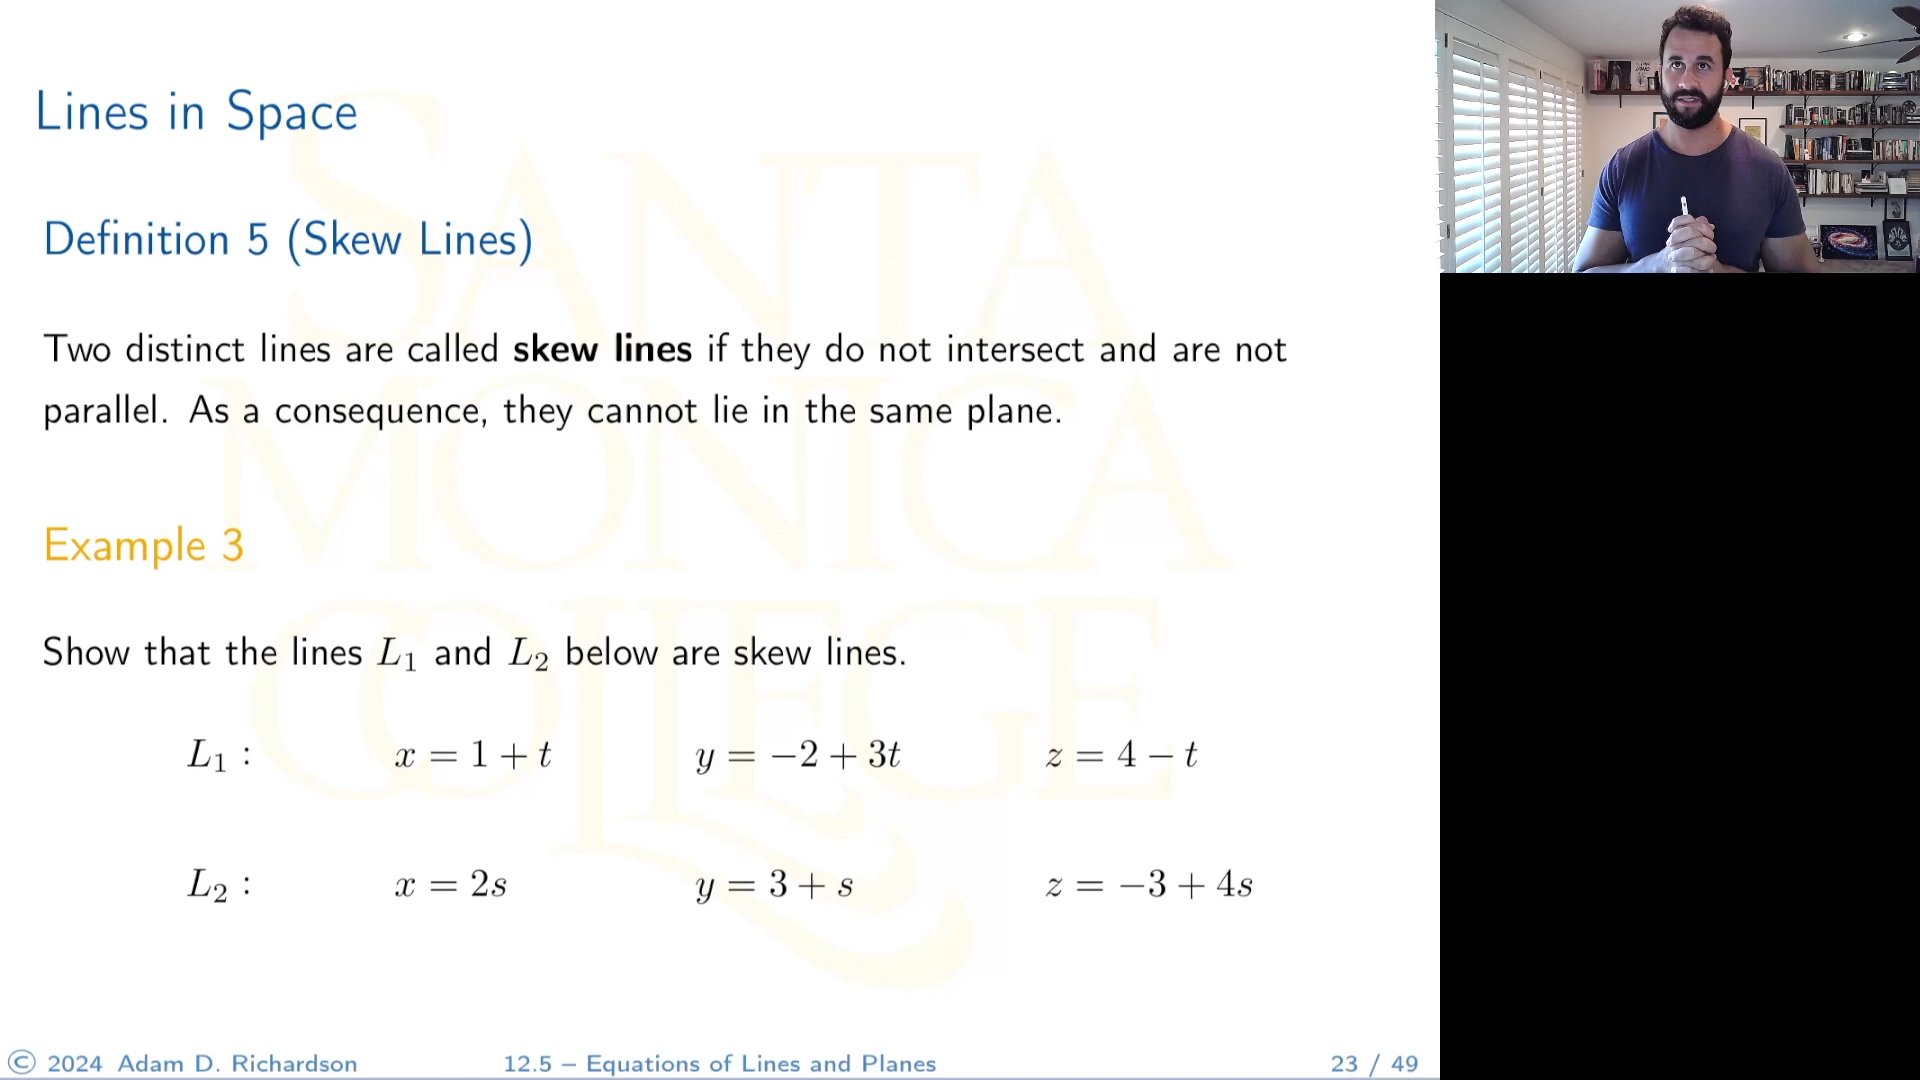 Lines in Space
Definition 5 (Skew Lines)
Two distinct lines are called skew lines if they do not intersect and are not
parallel. As a consequence, they cannot lie in the same plane.
Example 3
Show that the lines L₁ and L₂ below are skew lines.
L₁ : x = 1 + t y = −2 + 3t z = 4 − t
L₂ : x = 2s y = 3 + s z = −3 + 4s
SANTA
MONICA
COLLEGE
© 2024 Adam D. Richardson 12.5 – Equations of Lines and Planes 23 / 49